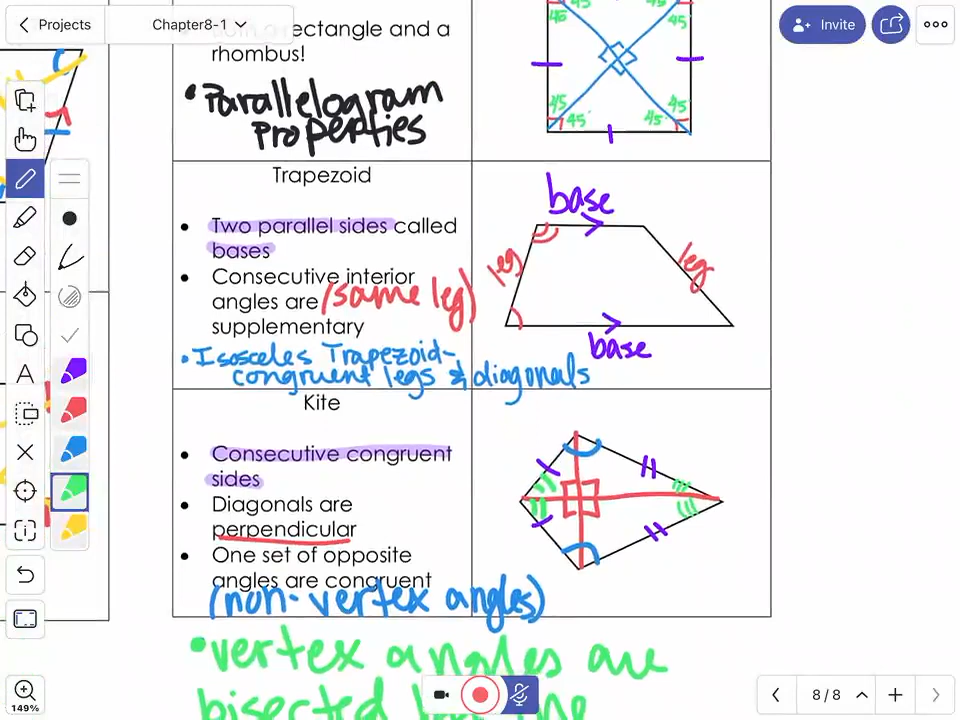 Projects
Chapter8-1
Invite
rectangle and a
rhombus!
• Parallelogram
Properties
45 45
45 45
45 45 45 45
Trapezoid
• Two parallel sides called
bases
• Consecutive interior
angles are (same leg)
supplementary
• Isosceles Trapezoid-
congruent legs & diagonals
base
leg
leg
base
Kite
• Consecutive congruent
sides
• Diagonals are
perpendicular
• One set of opposite
angles are congruent
(non-vertex angles)
• vertex angles are
bisected
A
149%
8/8